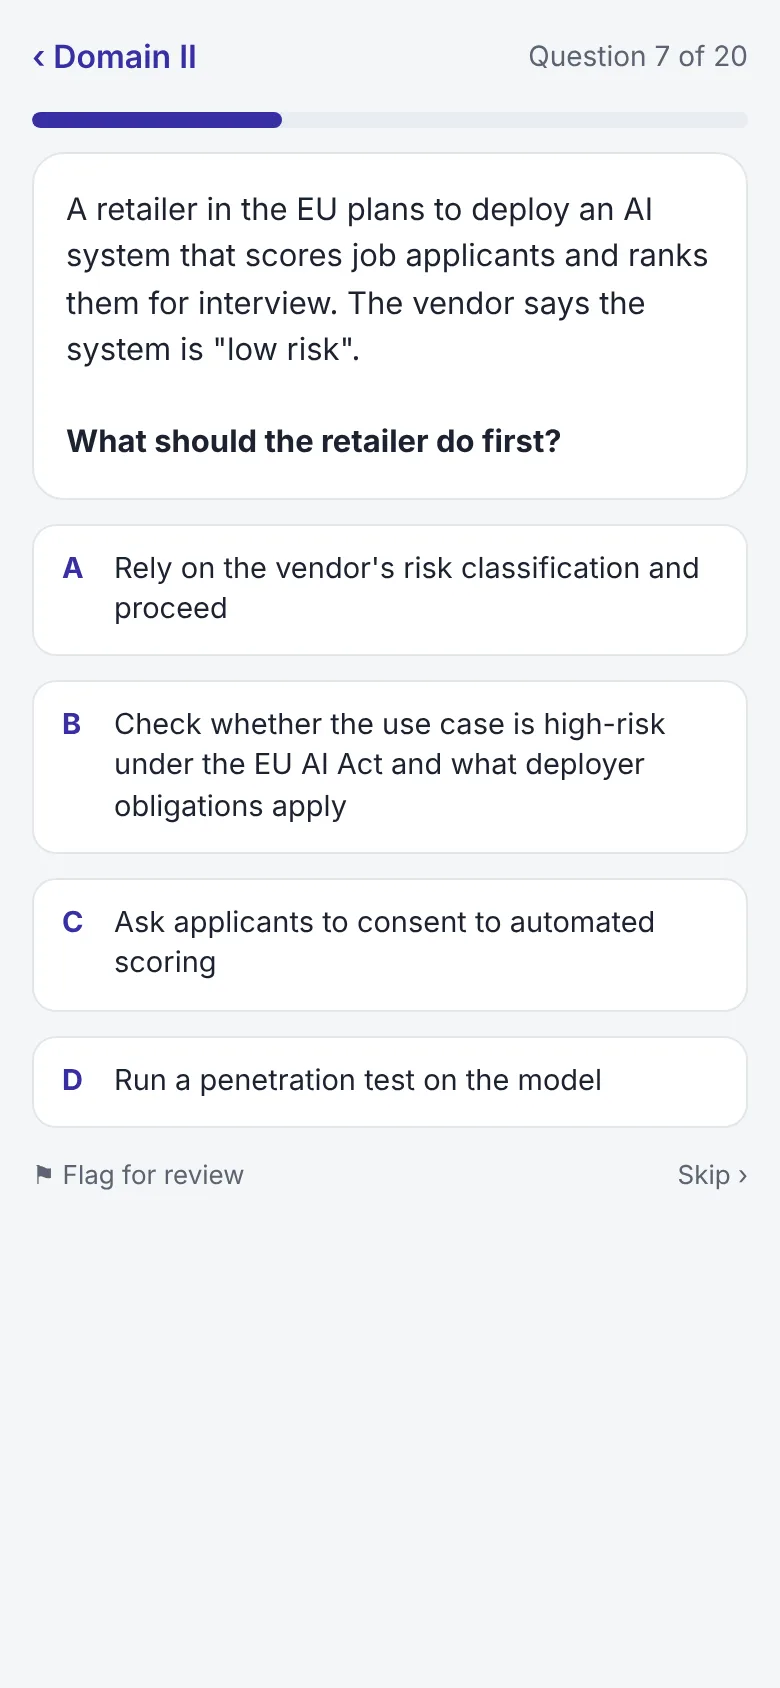 ‹ Domain II
Question 7 of 20
A retailer in the EU plans to deploy an AI
system that scores job applicants and ranks
them for interview. The vendor says the
system is "low risk".
What should the retailer do first?
A Rely on the vendor's risk classification and
proceed
B Check whether the use case is high-risk
under the EU AI Act and what deployer
obligations apply
C Ask applicants to consent to automated
scoring
D Run a penetration test on the model
⚑ Flag for review
Skip ›